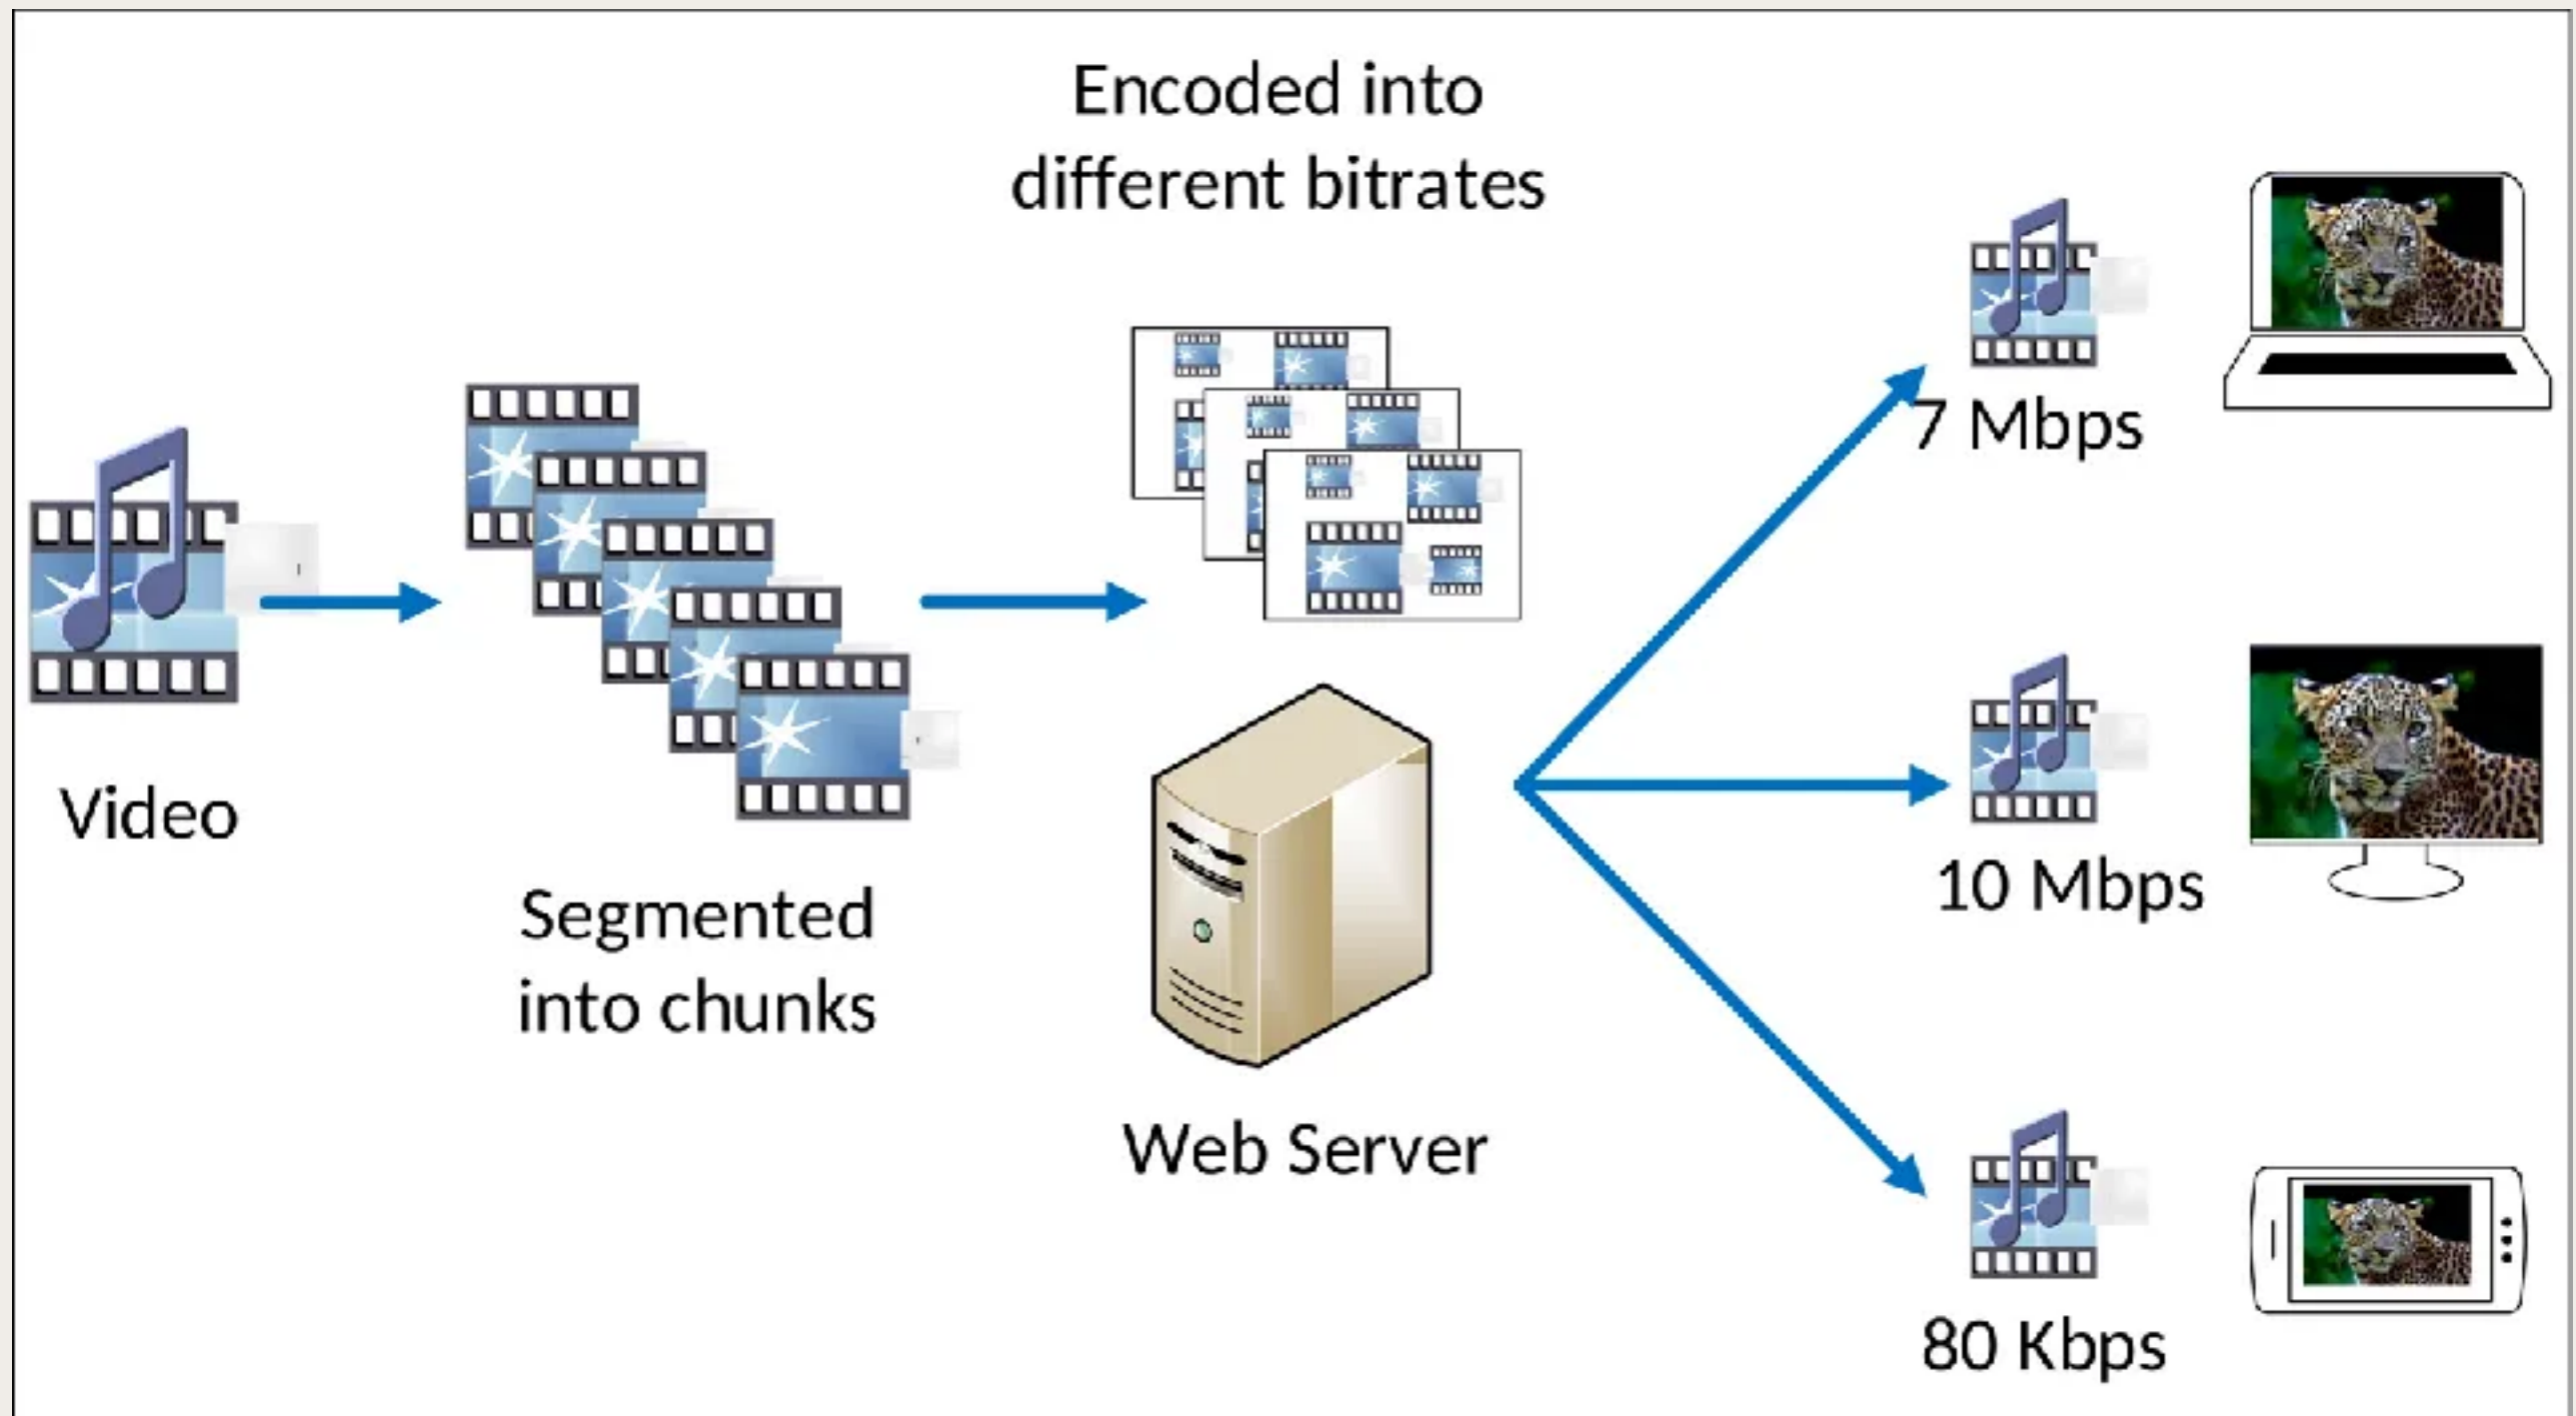 Encoded into
different bitrates
7 Mbps
Video
10 Mbps
Segmented
into chunks
Web Server
80 Kbps